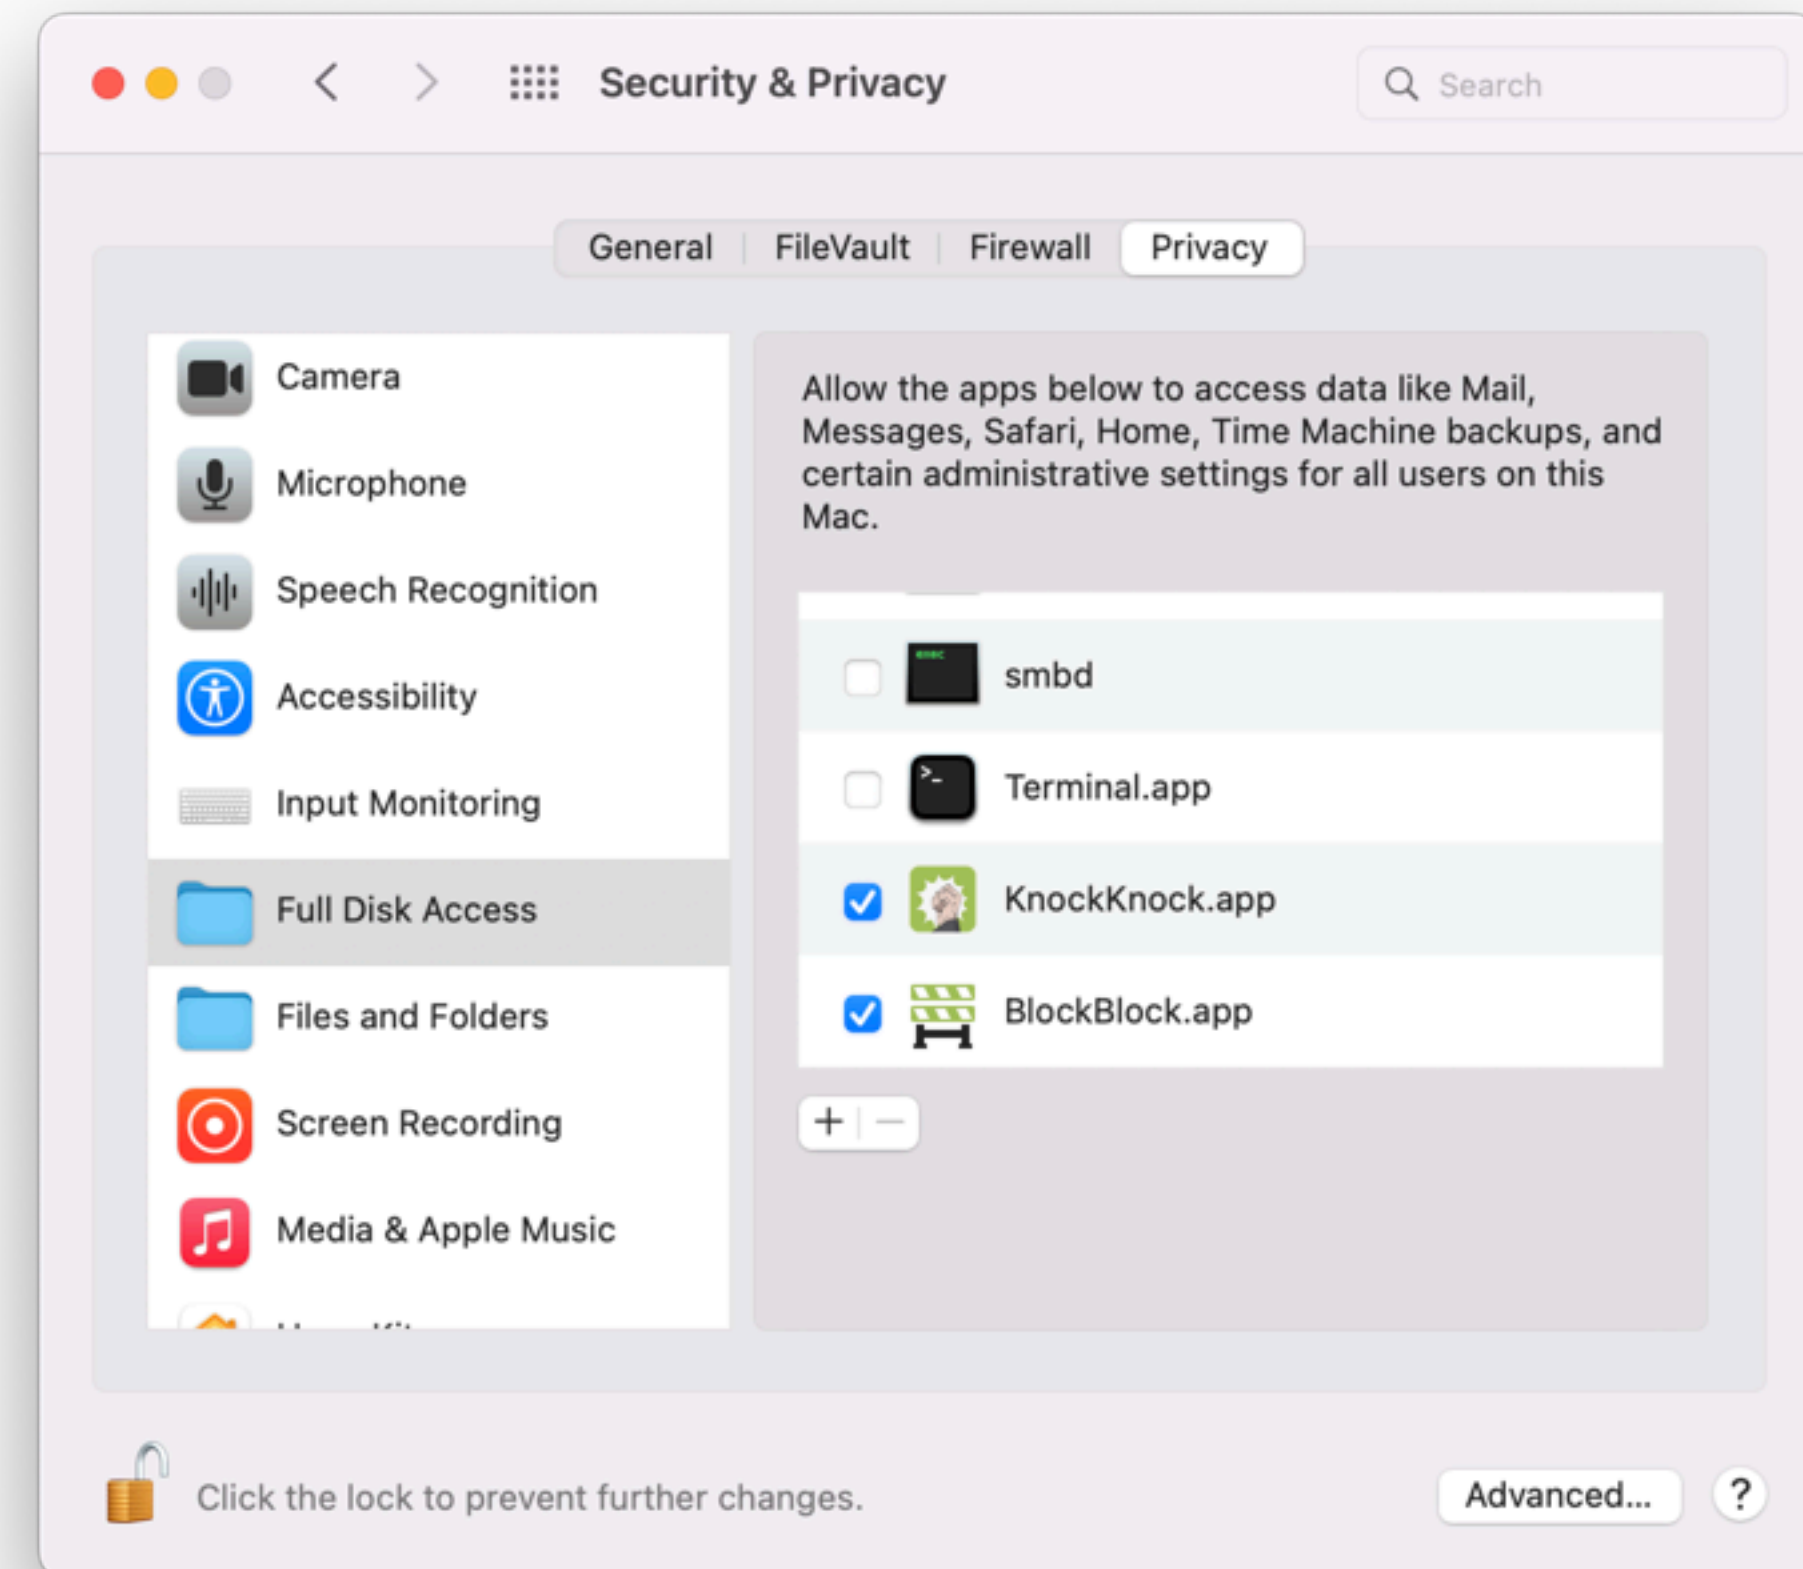 Security & Privacy
Search
General
FileVault
Firewall
Privacy
Camera
Microphone
Speech Recognition
Accessibility
Input Monitoring
Full Disk Access
Files and Folders
Screen Recording
Media & Apple Music
Allow the apps below to access data like Mail,
Messages, Safari, Home, Time Machine backups, and
certain administrative settings for all users on this
Mac.
exec
smbd
>_
Terminal.app
KnockKnock.app
BlockBlock.app
+ −
Click the lock to prevent further changes.
Advanced...
?